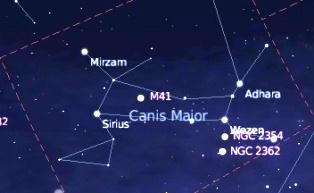 Mirzam
M41
Adhara
Canis Major
Sirius
Wezen
NGC 2354
NGC 2362